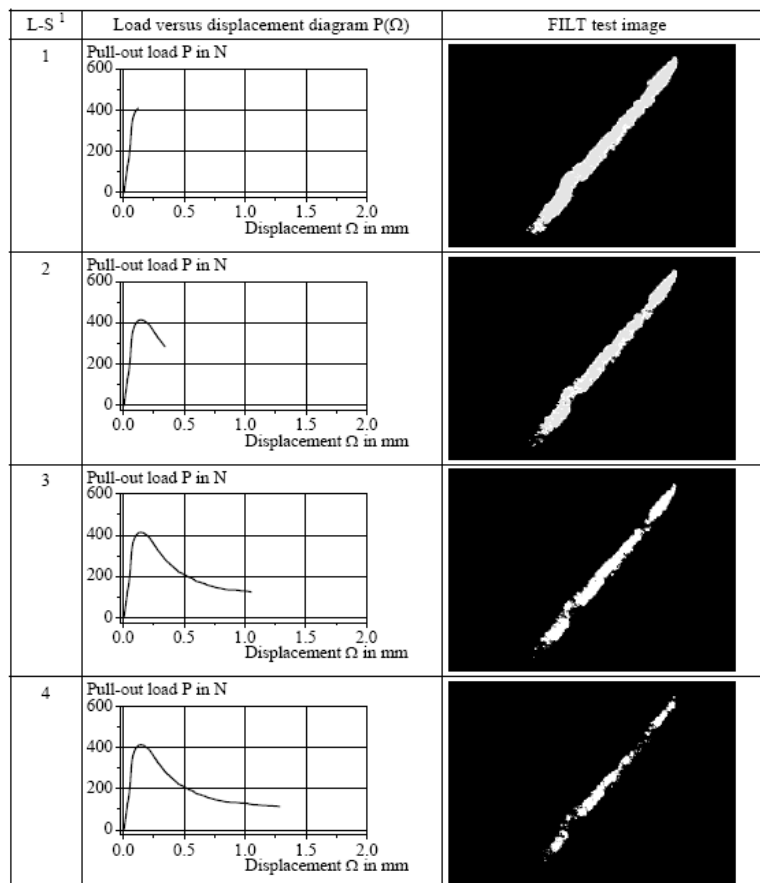 L-S 1 Load versus displacement diagram P(Ω) FILT test image
1
Pull-out load P in N
600
400
200
0
0.0 0.5 1.0 1.5 2.0
Displacement Ω in mm
2
Pull-out load P in N
600
400
200
0
0.0 0.5 1.0 1.5 2.0
Displacement Ω in mm
3
Pull-out load P in N
600
400
200
0
0.0 0.5 1.0 1.5 2.0
Displacement Ω in mm
4
Pull-out load P in N
600
400
200
0
0.0 0.5 1.0 1.5 2.0
Displacement Ω in mm